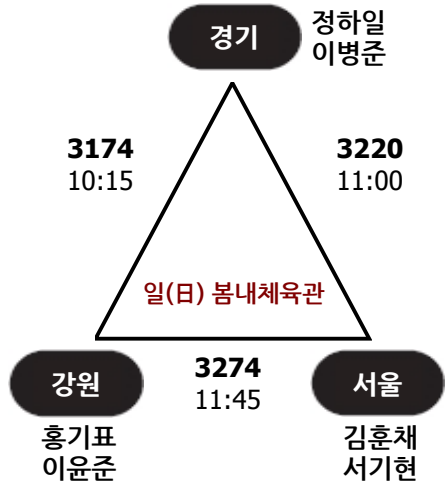 경기
정하일
이병준
3174
10:15
3220
11:00
일(日) 봄내체육관
강원
3274
11:45
서울
홍기표
이윤준
김훈채
서기현